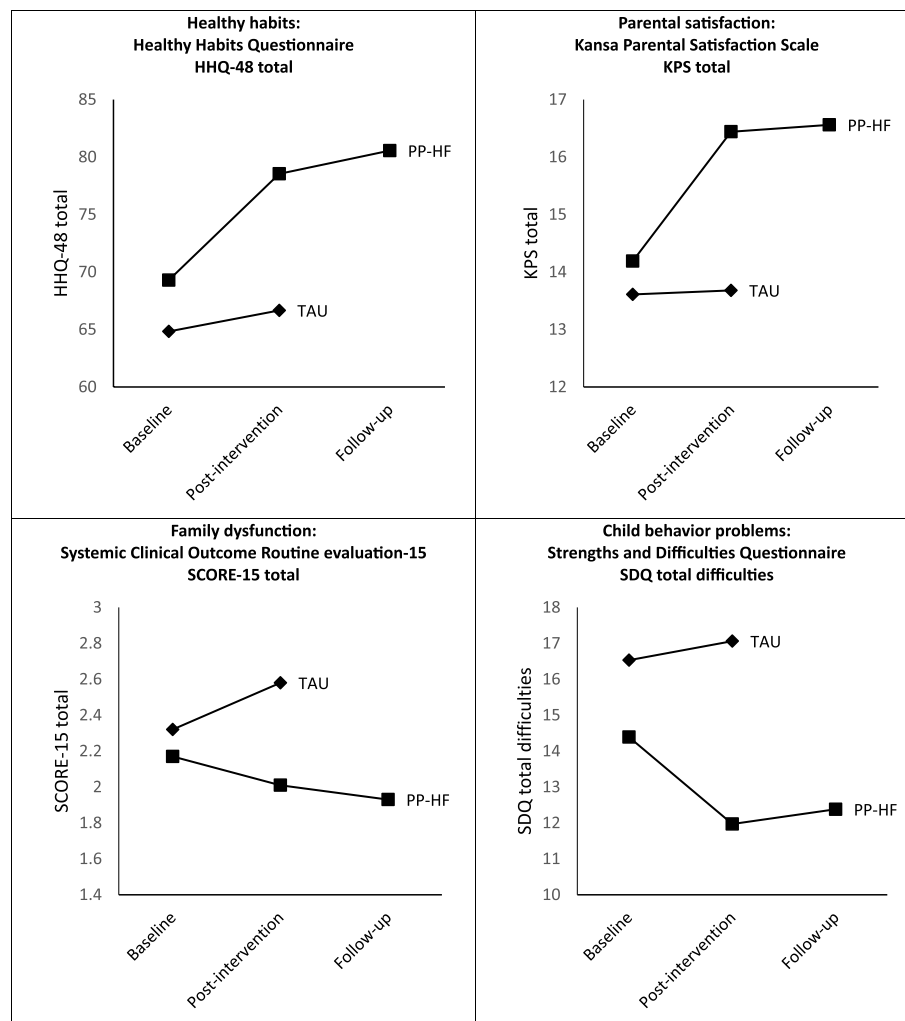 Healthy habits:
Healthy Habits Questionnaire
HHQ-48 total
85
80
75
70
65
60
HHQ-48 total
PP-HF
TAU
Baseline
Post-intervention
Follow-up
Parental satisfaction:
Kansa Parental Satisfaction Scale
KPS total
17
16
15
14
13
12
KPS total
PP-HF
TAU
Baseline
Post-intervention
Follow-up
Family dysfunction:
Systemic Clinical Outcome Routine evaluation-15
SCORE-15 total
3
2.8
2.6
2.4
2.2
2
1.8
1.6
1.4
SCORE-15 total
TAU
PP-HF
Baseline
Post-intervention
Follow-up
Child behavior problems:
Strengths and Difficulties Questionnaire
SDQ total difficulties
18
17
16
15
14
13
12
11
10
SDQ total difficulties
TAU
PP-HF
Baseline
Post-intervention
Follow-up